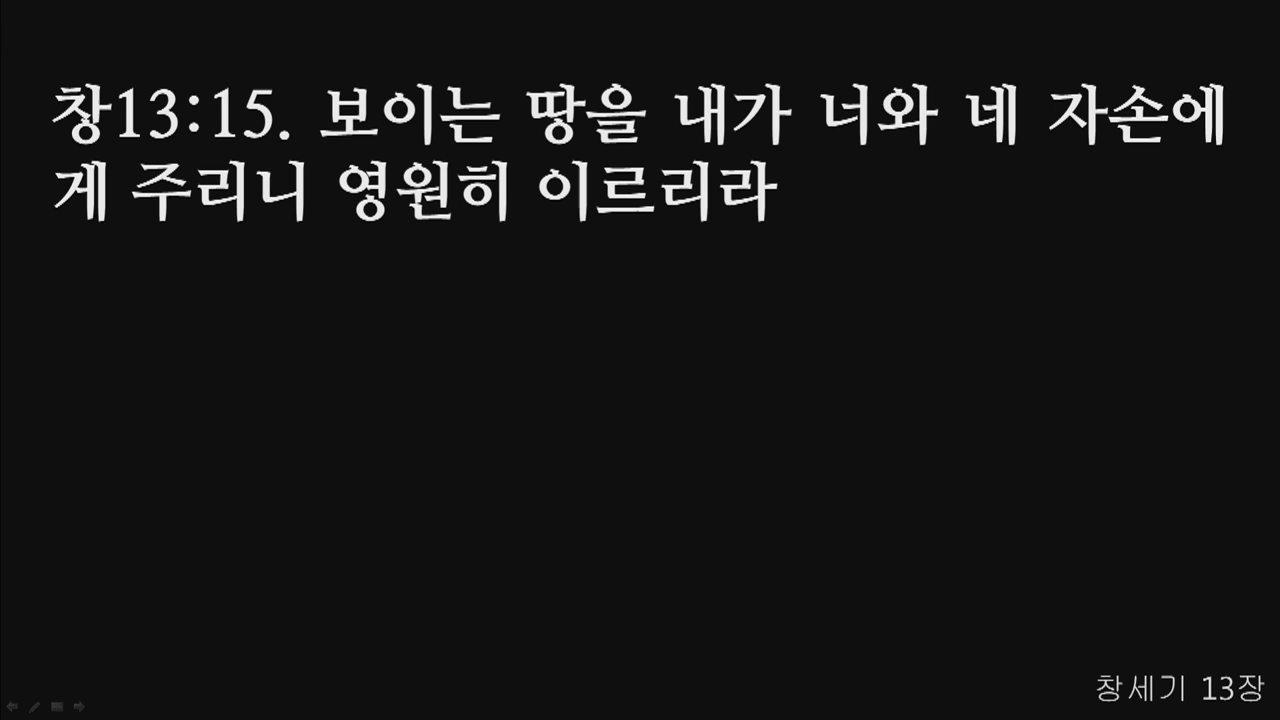 창13:15. 보이는 땅을 내가 너와 네 자손에
게 주리니 영원히 이르리라
창세기 13장